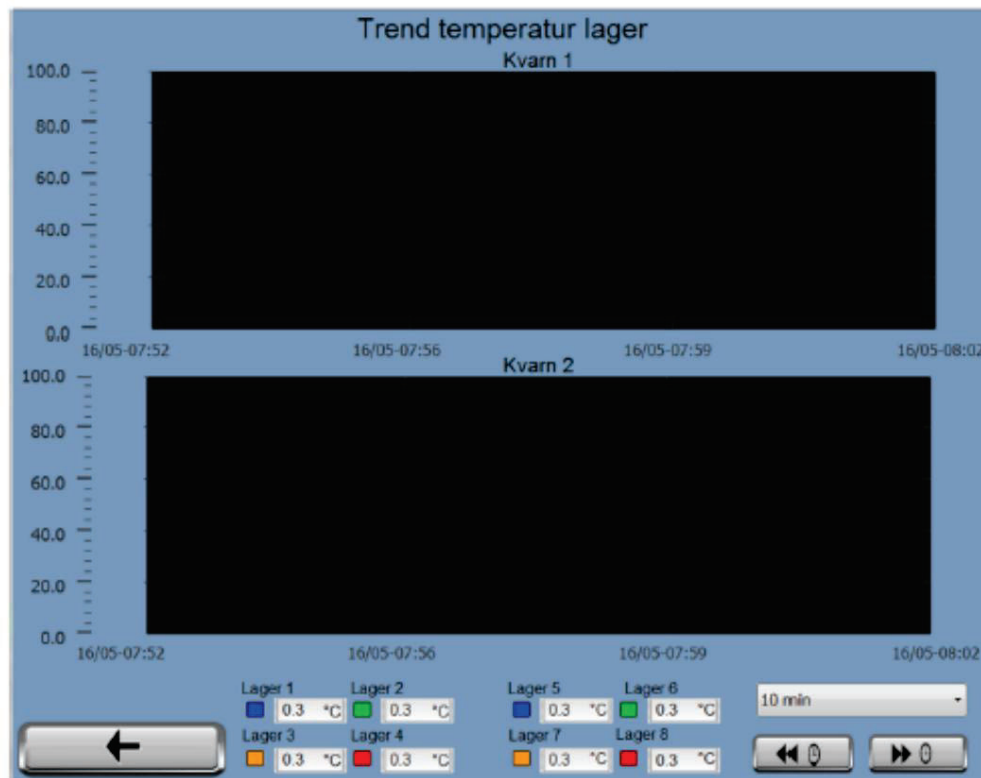 Trend temperatur lager
Kvarn 1
100.0
80.0
60.0
40.0
20.0
0.0
16/05-07:52 16/05-07:56 16/05-07:59 16/05-08:02
Kvarn 2
100.0
80.0
60.0
40.0
20.0
0.0
16/05-07:52 16/05-07:56 16/05-07:59 16/05-08:02
Lager 1 Lager 2 Lager 5 Lager 6
0.3 °C 0.3 °C 0.3 °C 0.3 °C
10 min
Lager 3 Lager 4 Lager 7 Lager 8
0.3 °C 0.3 °C 0.3 °C 0.3 °C